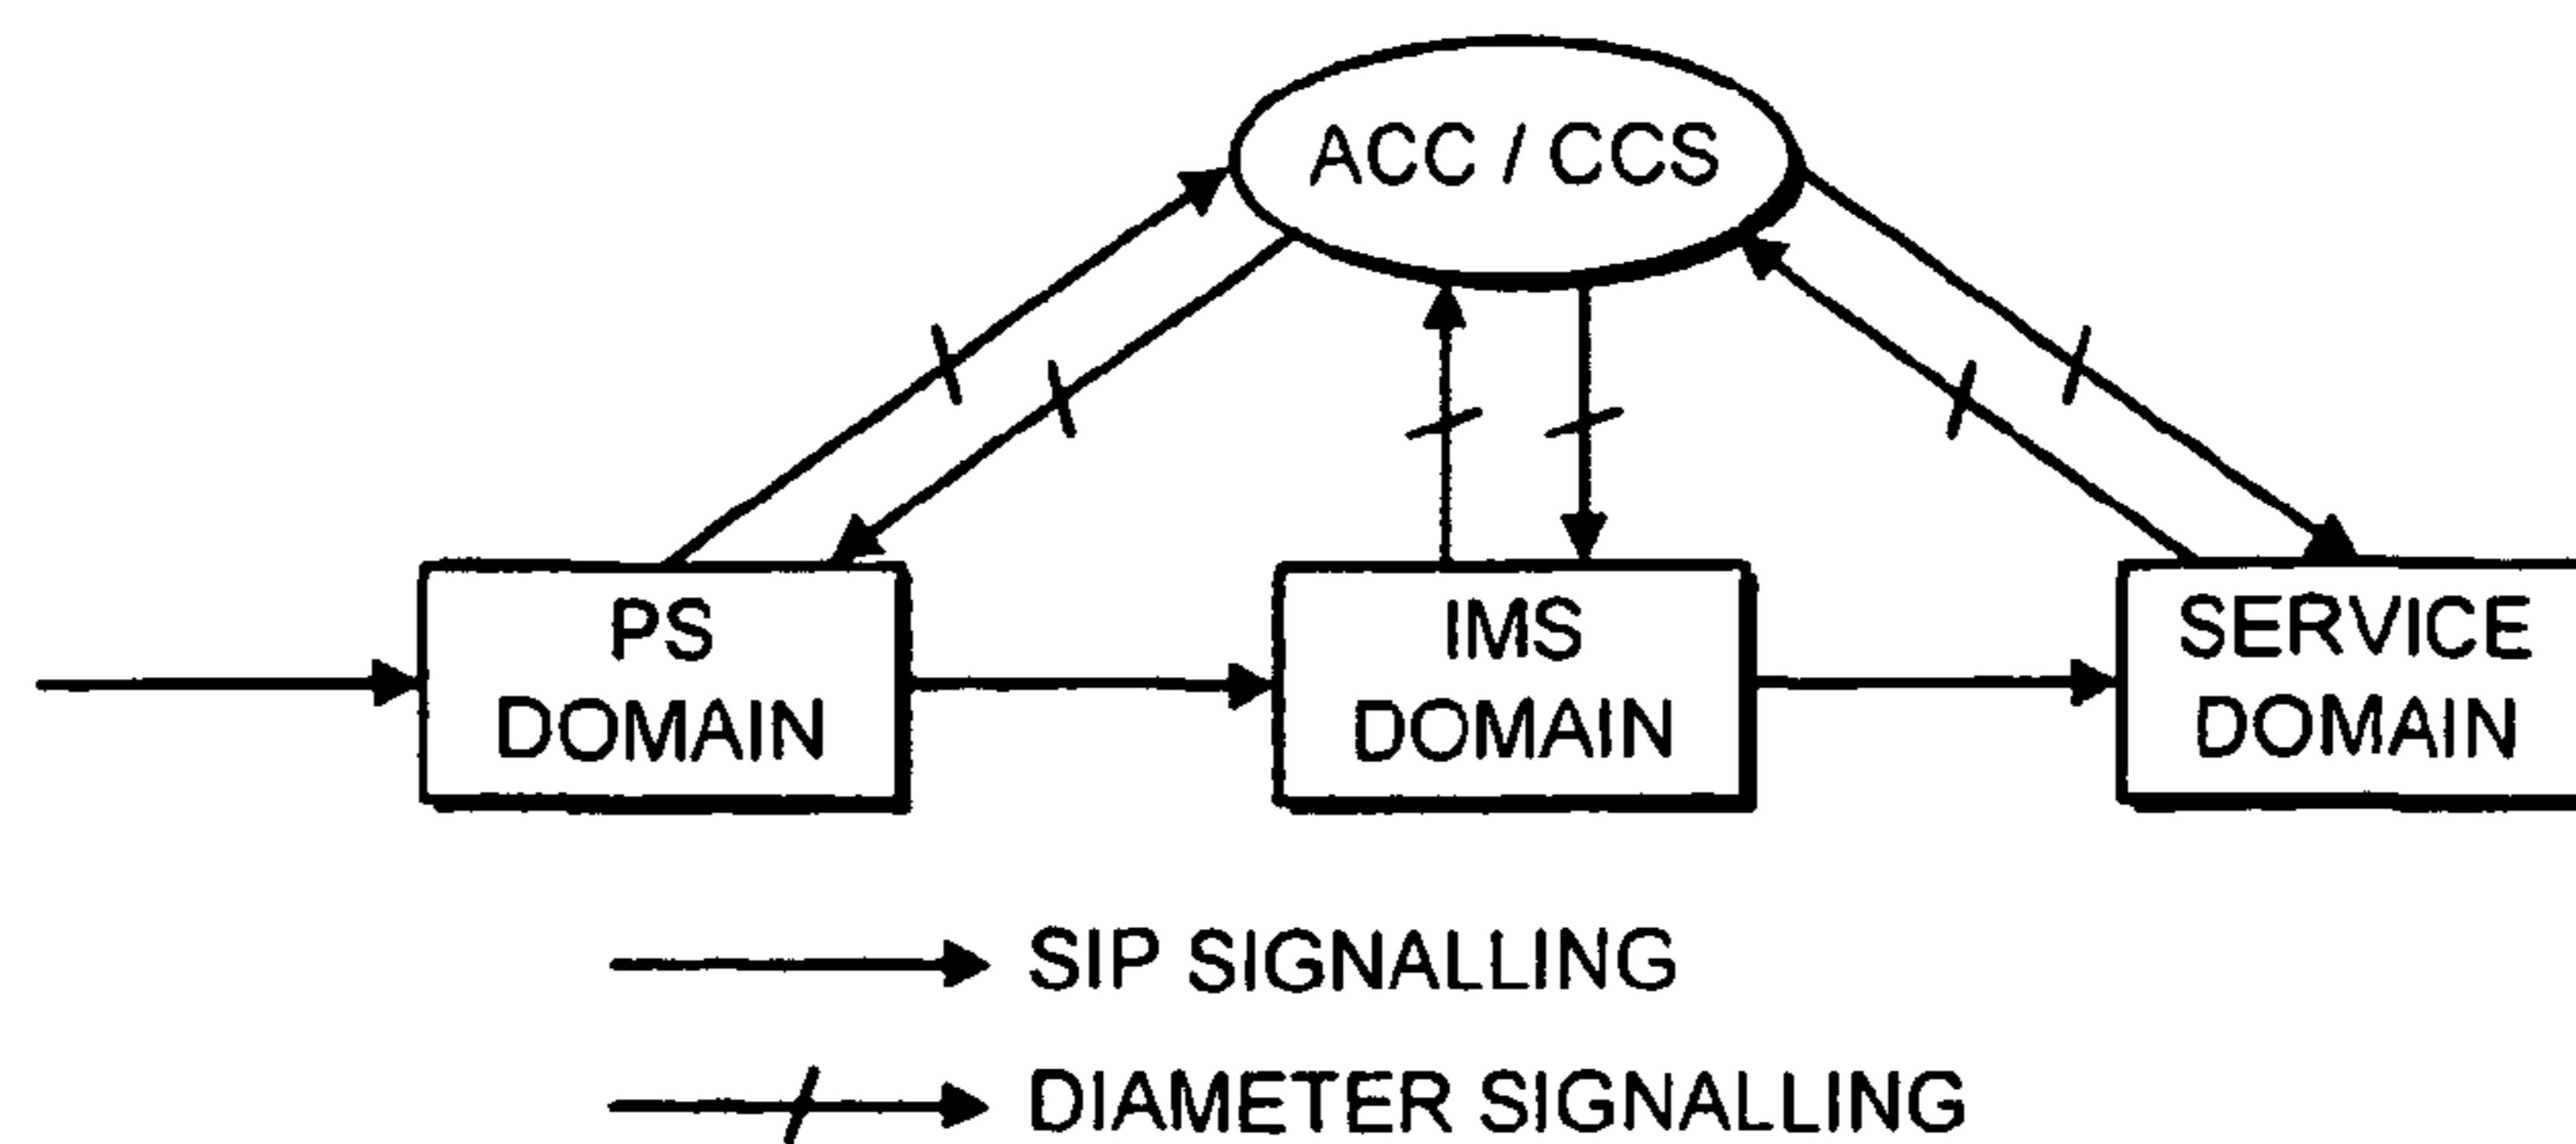 ACC / CCS
PS
DOMAIN
IMS
DOMAIN
SERVICE
DOMAIN
SIP SIGNALLING
DIAMETER SIGNALLING